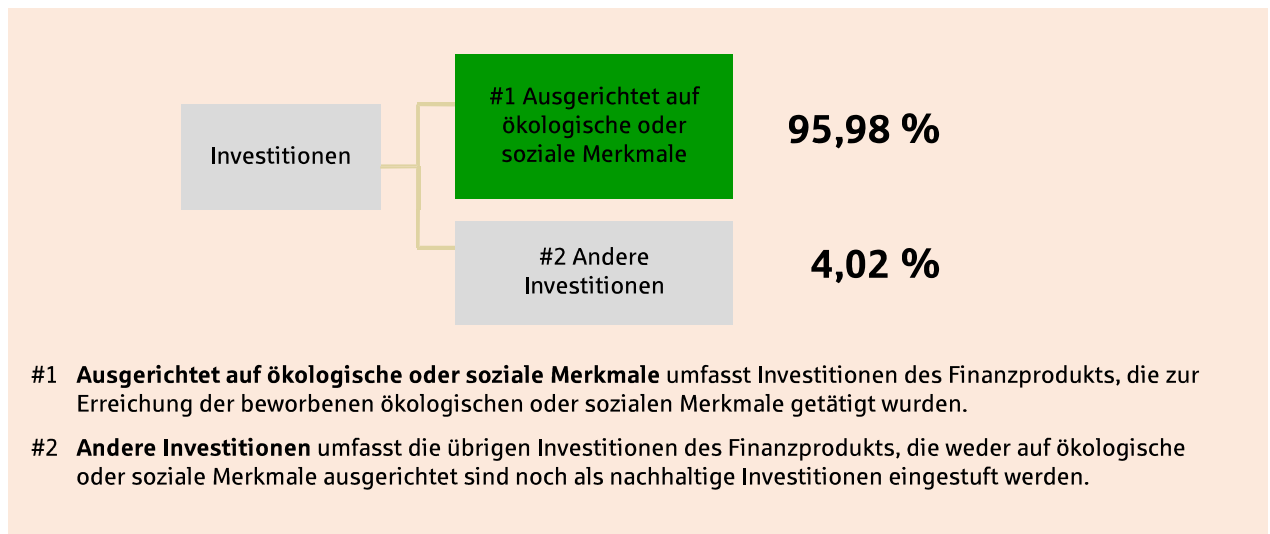 Investitionen
#1 Ausgerichtet auf
ökologische oder
soziale Merkmale
95,98 %
#2 Andere
Investitionen
4,02 %
#1 Ausgerichtet auf ökologische oder soziale Merkmale umfasst Investitionen des Finanzprodukts, die zur
Erreichung der beworbenen ökologischen oder sozialen Merkmale getätigt wurden.
#2 Andere Investitionen umfasst die übrigen Investitionen des Finanzprodukts, die weder auf ökologische
oder soziale Merkmale ausgerichtet sind noch als nachhaltige Investitionen eingestuft werden.